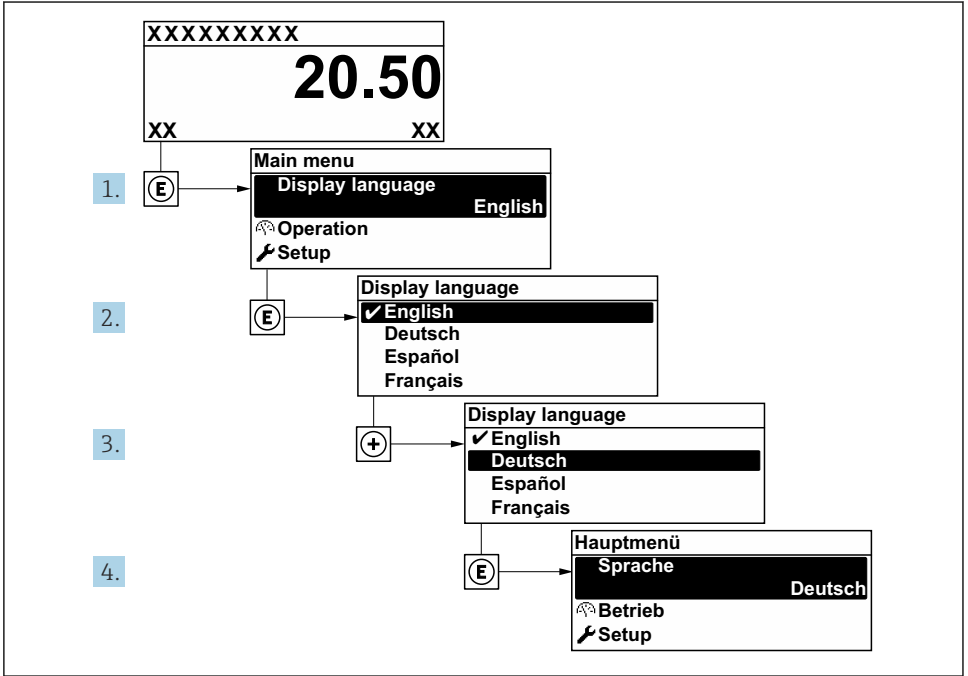 XXXXXXXXX
20.50
XX XX
Main menu
1. E Display language
English
Operation
Setup
Display language
2. E ✔English
Deutsch
Español
Français
Display language
3. + ✔English
Deutsch
Español
Français
Hauptmenü
4. E Sprache
Deutsch
Betrieb
Setup